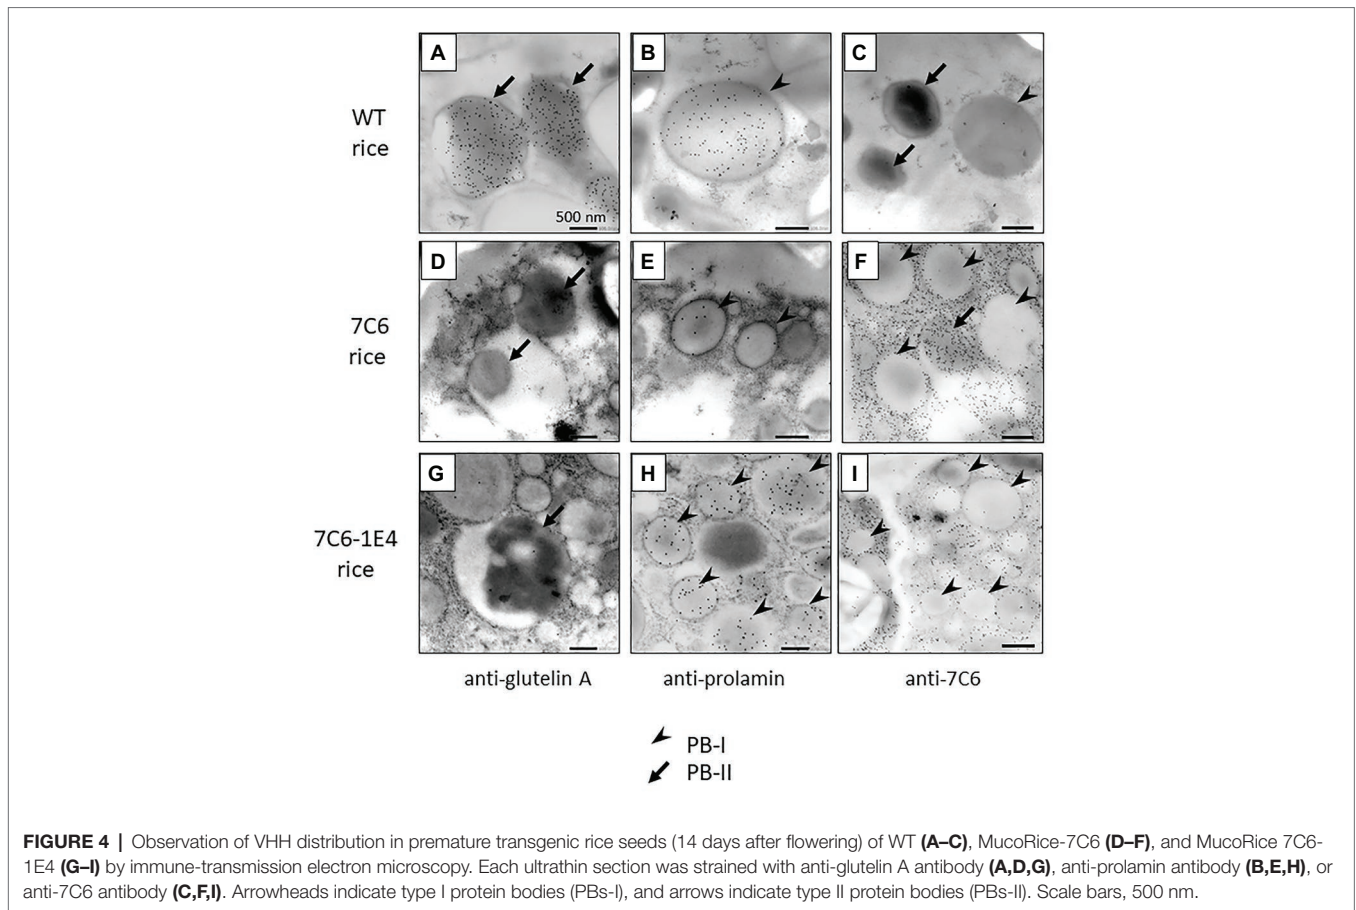 A
B
C
WT
rice
500 nm
D
E
F
7C6
rice
G
H
I
7C6-1E4
rice
anti-glutelin A
anti-prolamin
anti-7C6
PB-I
PB-II
FIGURE 4 | Observation of VHH distribution in premature transgenic rice seeds (14 days after flowering) of WT (A–C), MucoRice-7C6 (D–F), and MucoRice 7C6-
1E4 (G–I) by immune-transmission electron microscopy. Each ultrathin section was strained with anti-glutelin A antibody (A,D,G), anti-prolamin antibody (B,E,H), or
anti-7C6 antibody (C,F,I). Arrowheads indicate type I protein bodies (PBs-I), and arrows indicate type II protein bodies (PBs-II). Scale bars, 500 nm.